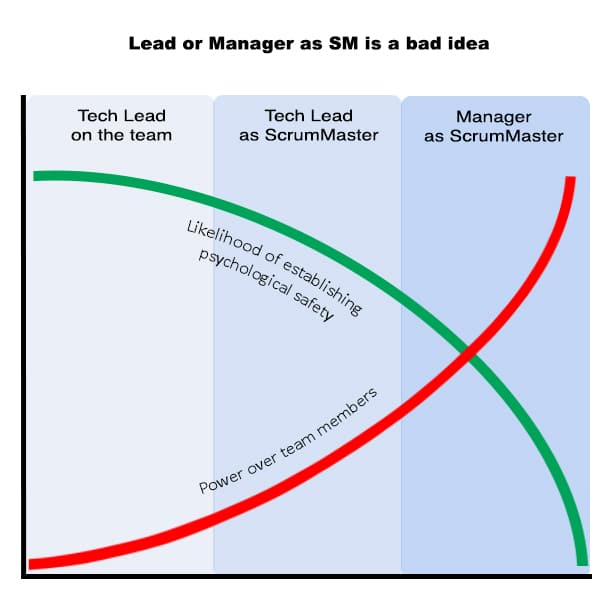 Lead or Manager as SM is a bad idea
Tech Lead
on the team
Tech Lead
as ScrumMaster
Manager
as ScrumMaster
Likelihood of establishing
psychological safety
Power over team members